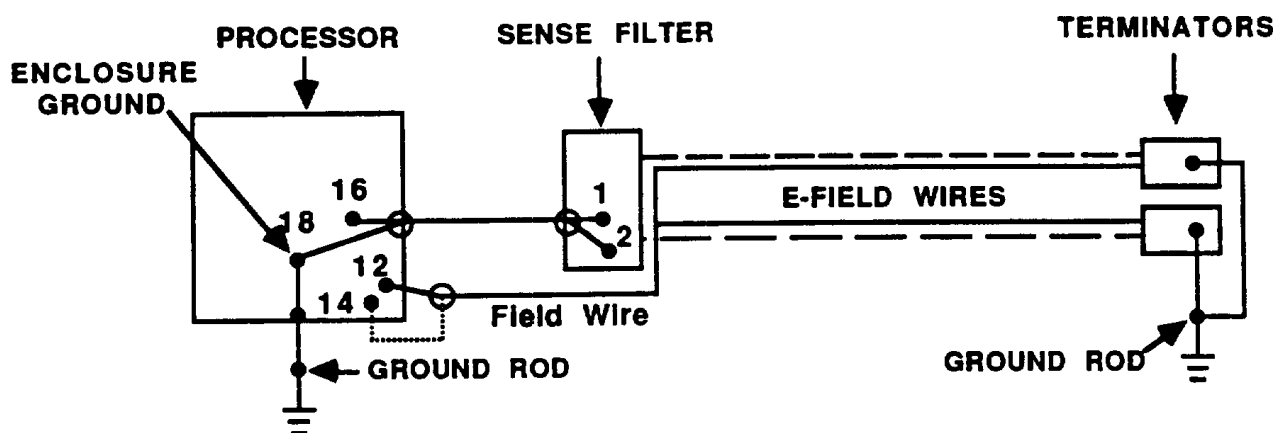 PROCESSOR
SENSE FILTER
TERMINATORS
ENCLOSURE
GROUND
16
18
1
E-FIELD WIRES
2
12
14
Field Wire
GROUND ROD
GROUND ROD